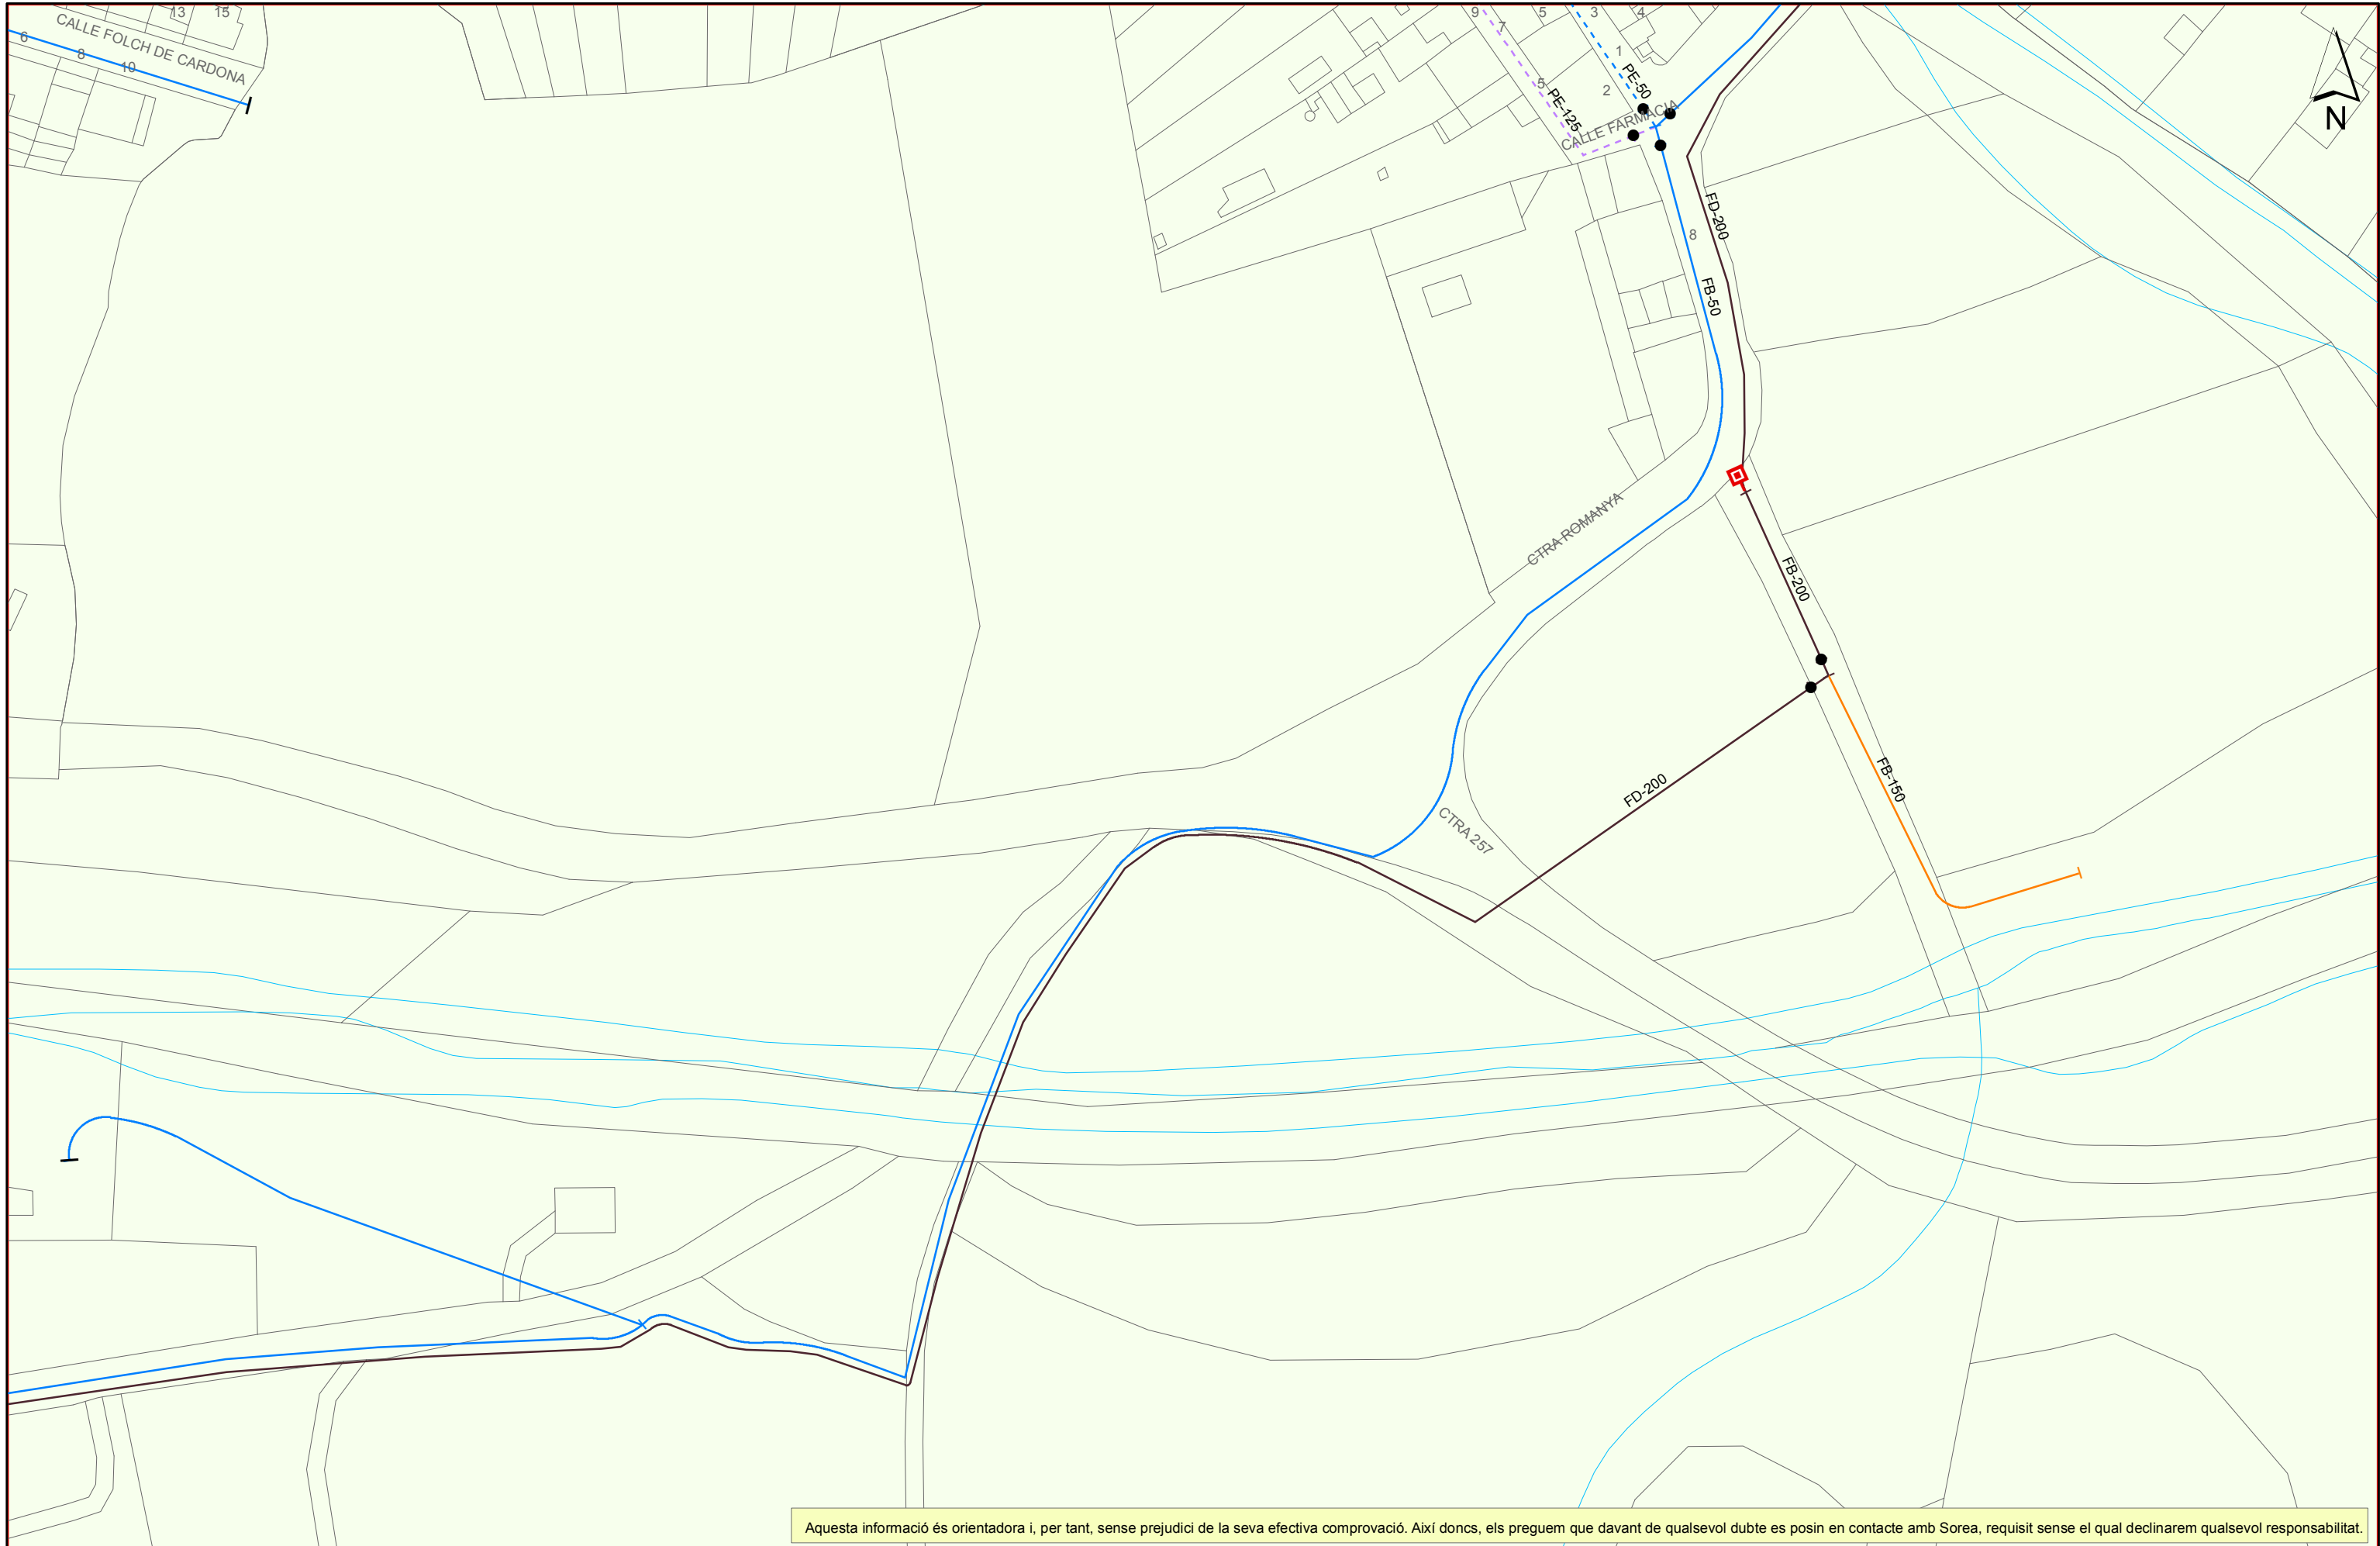 13
15
CALLE FOLCH DE CARDONA
6
8
10
9
7
5
3
4
1
5
2
PE-50
PE-125
CALLE FARMACIA
N
FD-200
8
FB-50
CTRA ROMANYA
FB-200
FD-200
FB-150
CTRA 257
Aquesta informació és orientadora i, per tant, sense prejudici de la seva efectiva comprovació. Així doncs, els preguem que davant de qualsevol dubte es posin en contacte amb Sorea, requisit sense el qual declinarem qualsevol responsabilitat.